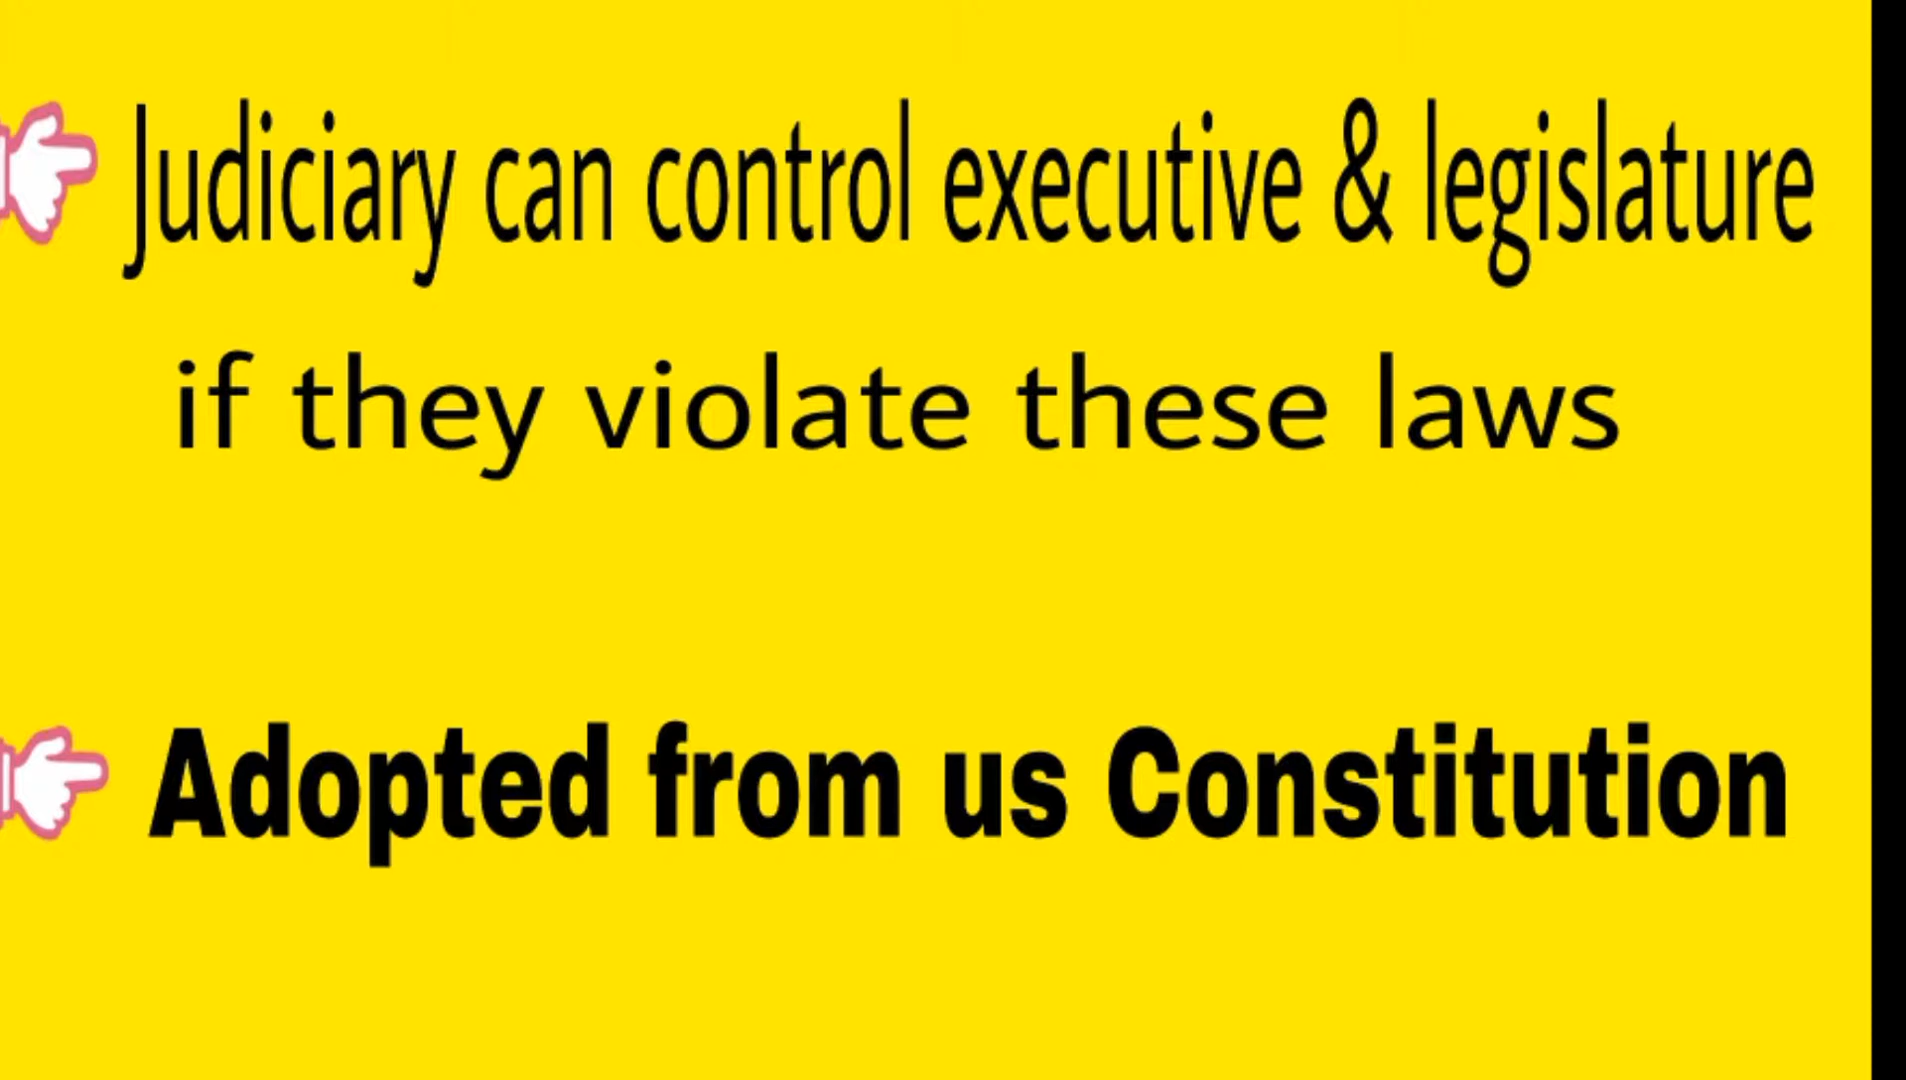 Judiciary can control executive & legislature
if they violate these laws
Adopted from us Constitution